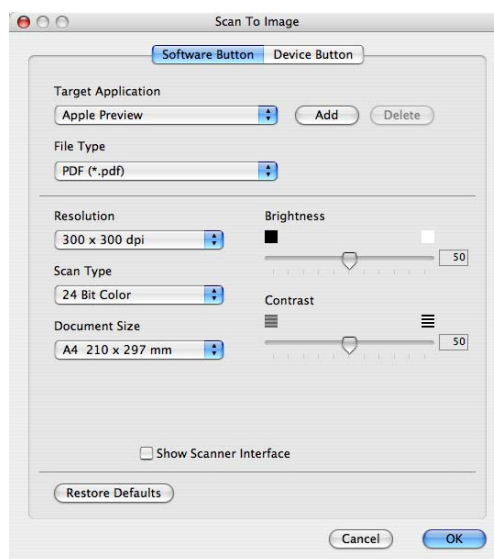 Scan To Image
Software Button Device Button
Target Application
Apple Preview Add Delete
File Type
PDF (*.pdf)
Resolution Brightness
300 x 300 dpi 50
Scan Type
24 Bit Color Contrast
Document Size
A4 210 x 297 mm 50
Show Scanner Interface
Restore Defaults
Cancel OK